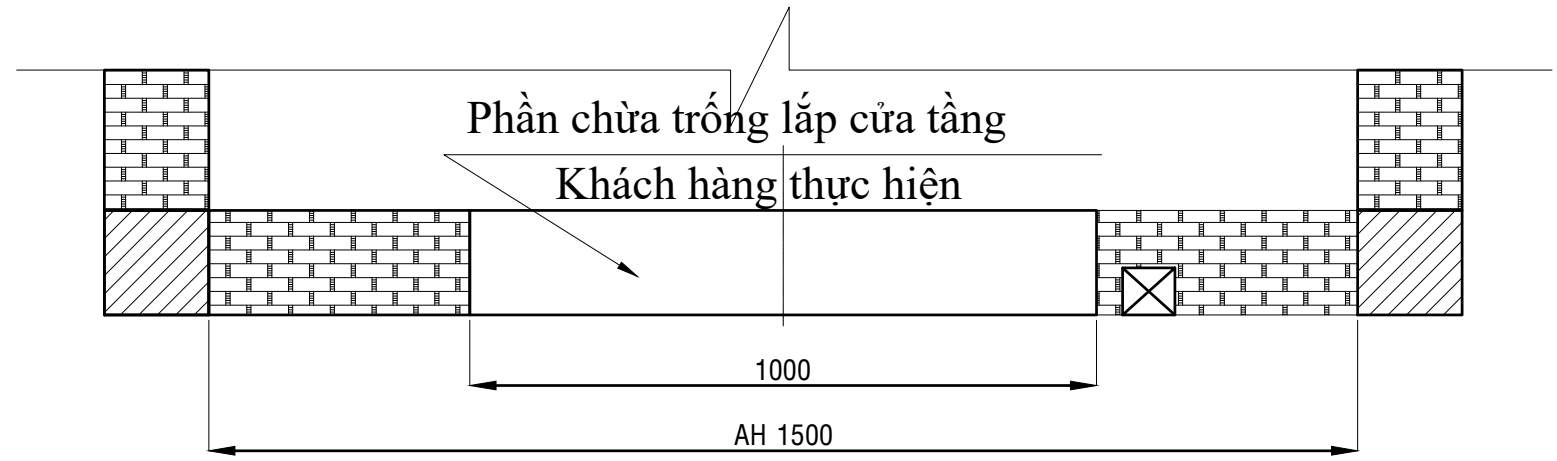 Phần chừa trống lắp cửa tầng
Khách hàng thực hiện
1000
AH 1500